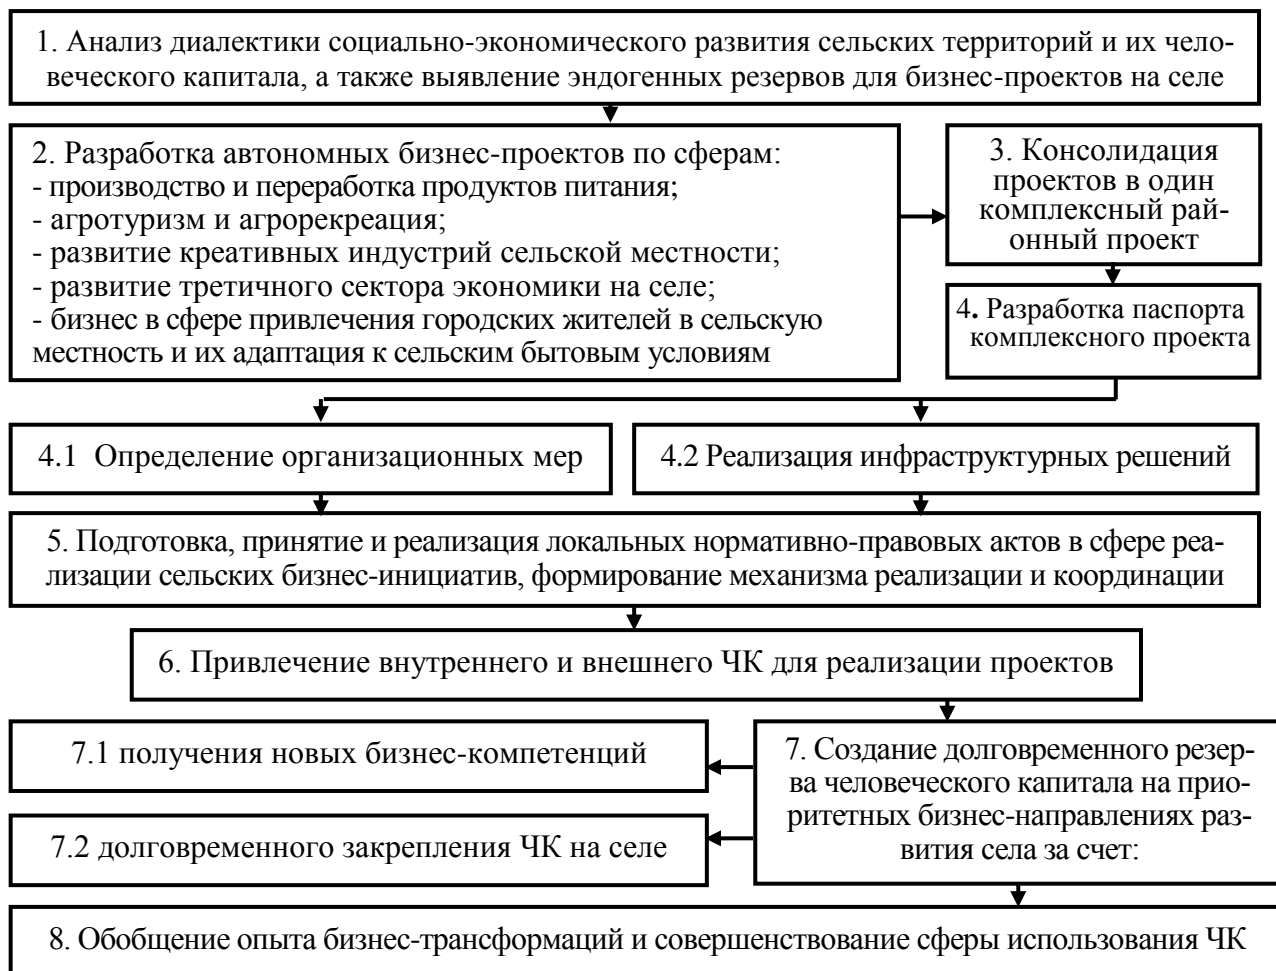 1. Анализ диалектики социально-экономического развития сельских территорий и их чело-
веческого капитала, а также выявление эндогенных резервов для бизнес-проектов на селе
2. Разработка автономных бизнес-проектов по сферам:
- производство и переработка продуктов питания;
- агротуризм и агрорекреация;
- развитие креативных индустрий сельской местности;
- развитие третичного сектора экономики на селе;
- бизнес в сфере привлечения городских жителей в сельскую
местность и их адаптация к сельским бытовым условиям
3. Консолидация
проектов в один
комплексный рай-
онный проект
4. Разработка паспорта
комплексного проекта
4.1 Определение организационных мер
4.2 Реализация инфраструктурных решений
5. Подготовка, принятие и реализация локальных нормативно-правовых актов в сфере реа-
лизации сельских бизнес-инициатив, формирование механизма реализации и координации
6. Привлечение внутреннего и внешнего ЧК для реализации проектов
7.1 получения новых бизнес-компетенций
7.2 долговременного закрепления ЧК на селе
7. Создание долговременного резер-
ва человеческого капитала на прио-
ритетных бизнес-направлениях раз-
вития села за счет:
8. Обобщение опыта бизнес-трансформаций и совершенствование сферы использования ЧК